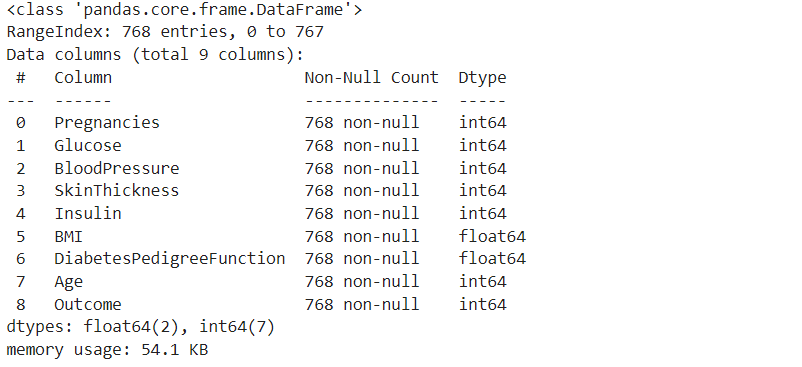 <class 'pandas.core.frame.DataFrame'>
RangeIndex: 768 entries, 0 to 767
Data columns (total 9 columns):
 #   Column                    Non-Null Count  Dtype
---  ------                    --------------  -----
 0   Pregnancies               768 non-null    int64
 1   Glucose                   768 non-null    int64
 2   BloodPressure             768 non-null    int64
 3   SkinThickness             768 non-null    int64
 4   Insulin                   768 non-null    int64
 5   BMI                       768 non-null    float64
 6   DiabetesPedigreeFunction  768 non-null    float64
 7   Age                       768 non-null    int64
 8   Outcome                   768 non-null    int64
dtypes: float64(2), int64(7)
memory usage: 54.1 KB